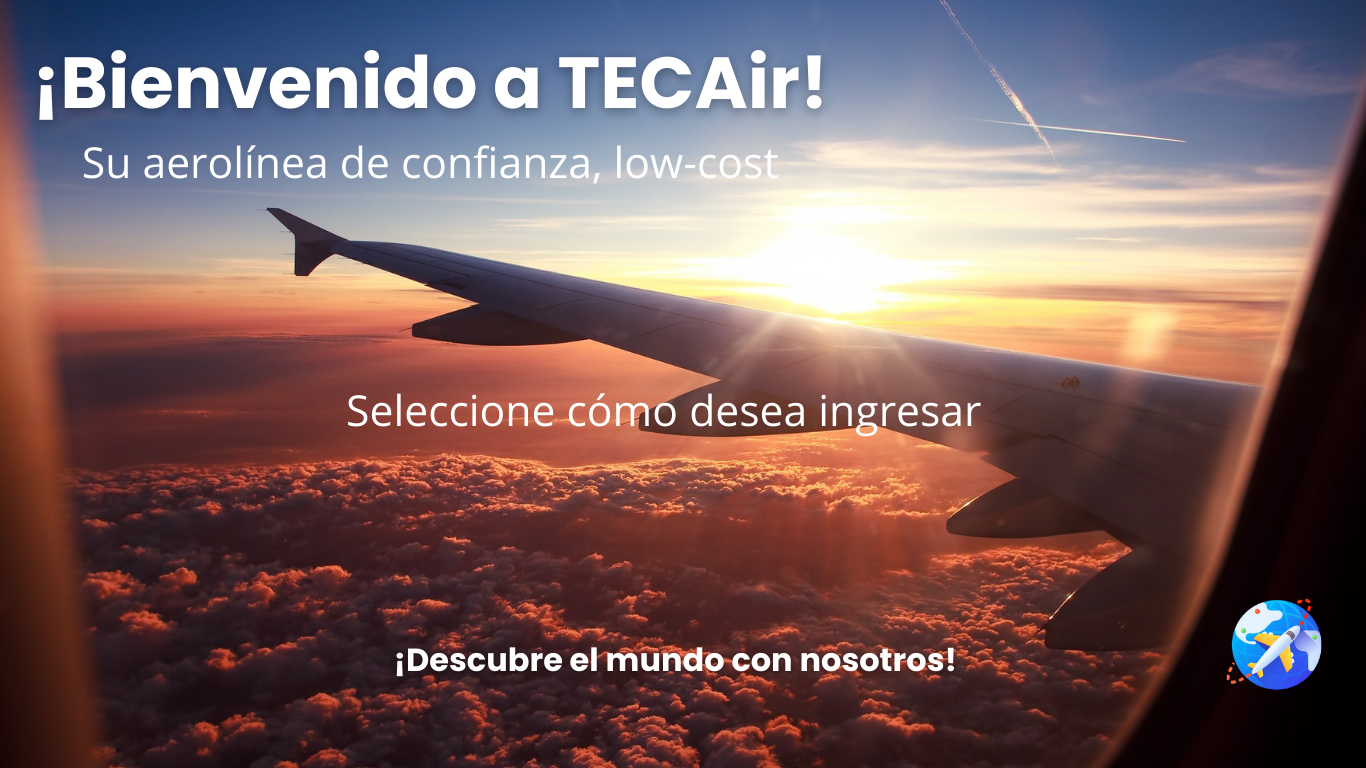 ¡Bienvenido a TECAir!
Su aerolínea de confianza, low-cost
Seleccione cómo desea ingresar
¡Descubre el mundo con nosotros!